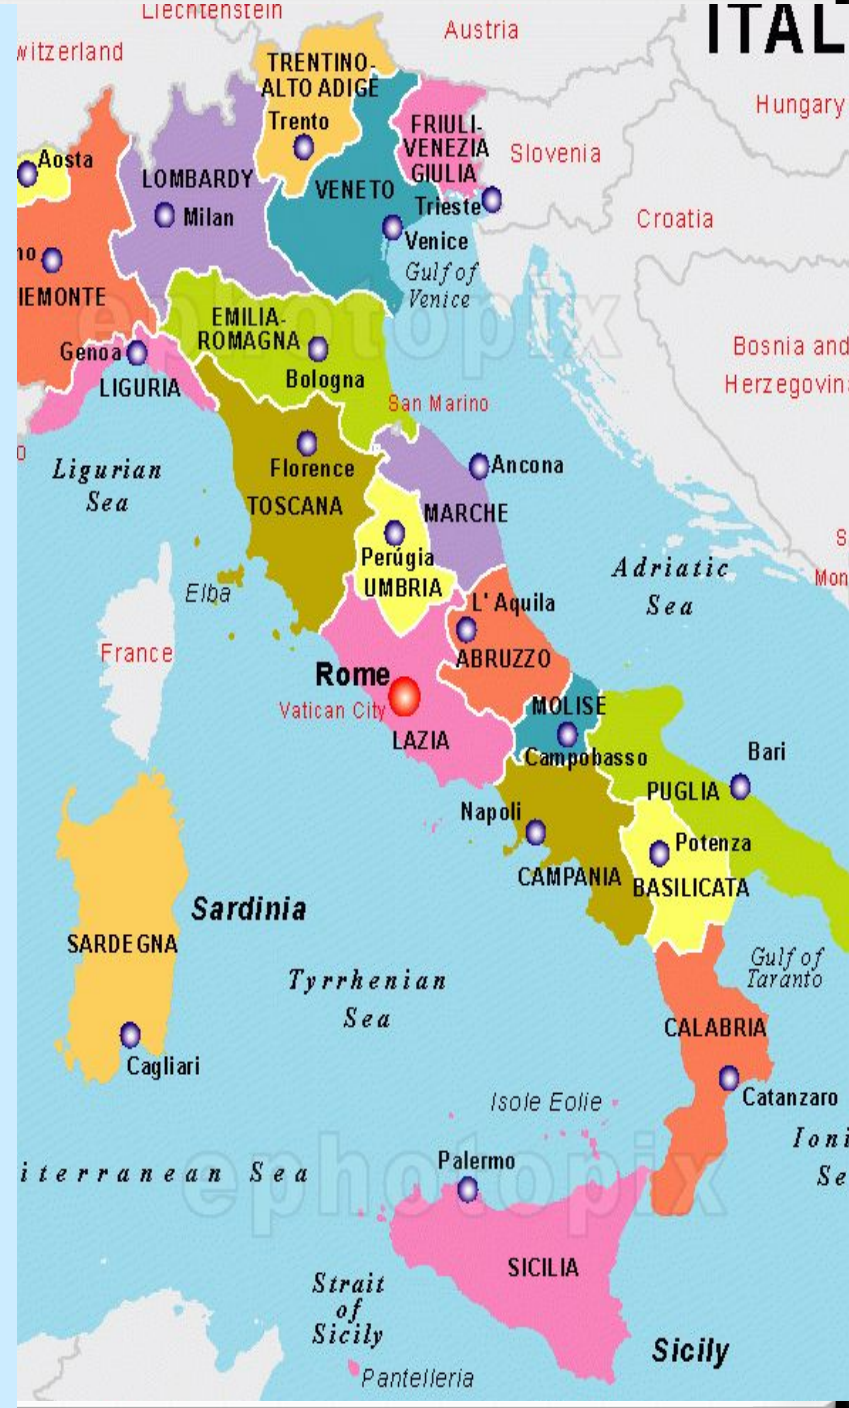 Liechtenstein
ITAL
Austria
witzerland
TRENTINO-
ALTO ADIGE
Hungary
Trento
FRIULI-
VENEZIA
GIULIA
Slovenia
Aosta
LOMBARDY
VENETO
Trieste
Milan
Croatia
Venice
no
Gulf of
Venice
IEMONTE
ephotopix
EMILIA-
ROMAGNA
Genoa
Bosnia and
Herzegovin
LIGURIA
Bologna
San Marino
O
Ligurian
Sea
Florence
Ancona
TOSCANA
MARCHE
S
Perúgia
UMBRIA
Adriatic
Sea
Mon
Elba
L' Aquila
France
ABRUZZO
Rome
Vatican City
MOLISE
LAZIA
Campobasso
Bari
PUGLIA
Napoli
Potenza
CAMPANIA
BASILICATA
Sardinia
SARDEGNA
Gulf of
Taranto
Tyrrhenian
Sea
CALABRIA
Cagliari
Catanzaro
Isole Eolie
Ioni
Se
Palermo
iterranean Sea
ephotopix
SICILIA
Strait
of
Sicily
Sicily
Pantelleria